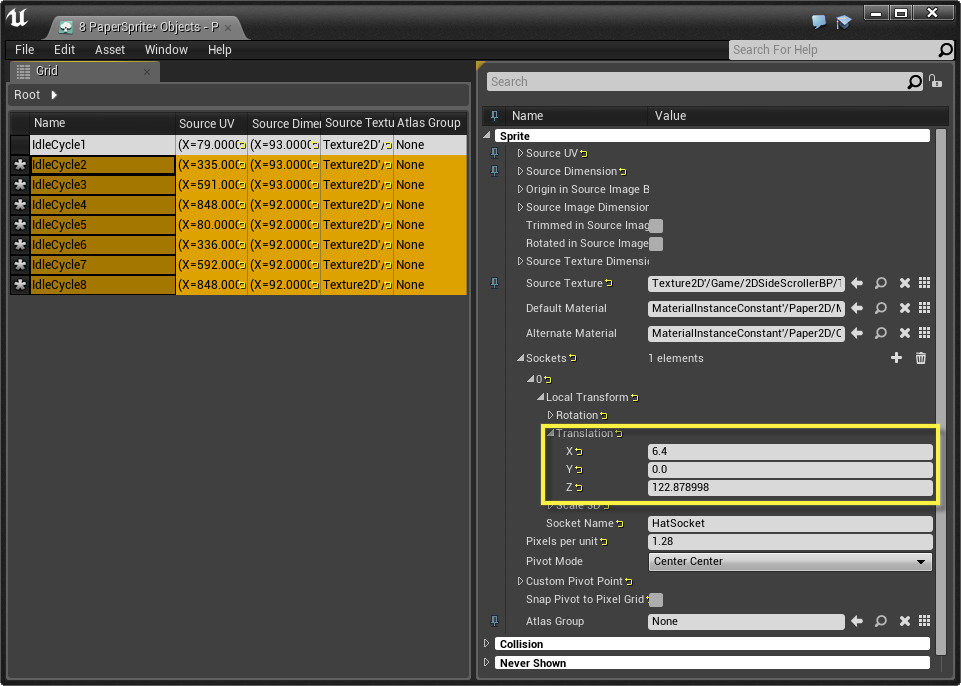 8 PaperSprite* Objects - P
File Edit Asset Window Help
Search For Help
Grid
Root
Name Source UV Source Dimer Source Textu Atlas Group
IdleCycle1 (X=79.000( (X=93.000( Texture2D'/ None
IdleCycle2 (X=335.00( (X=93.000( Texture2D'/ None
IdleCycle3 (X=591.00( (X=93.000( Texture2D'/ None
IdleCycle4 (X=848.00( (X=92.000( Texture2D'/ None
IdleCycle5 (X=80.000( (X=92.000( Texture2D'/ None
IdleCycle6 (X=336.00( (X=92.000( Texture2D'/ None
IdleCycle7 (X=592.00( (X=92.000( Texture2D'/ None
IdleCycle8 (X=848.00( (X=92.000( Texture2D'/ None
Search
Name Value
Sprite
Source UV
Source Dimension
Origin in Source Image B
Source Image Dimension
Trimmed in Source Imag
Rotated in Source Image
Source Texture Dimensi
Source Texture Texture2D'/Game/2DSideScrollerBP/T
Default Material MaterialInstanceConstant'/Paper2D/M
Alternate Material MaterialInstanceConstant'/Paper2D/O
Sockets 1 elements
0
Local Transform
Rotation
Translation
X 6.4
Y 0.0
Z 122.878998
Scale 3D
Socket Name HatSocket
Pixels per unit 1.28
Pivot Mode Center Center
Custom Pivot Point
Snap Pivot to Pixel Grid
Atlas Group None
Collision
Never Shown